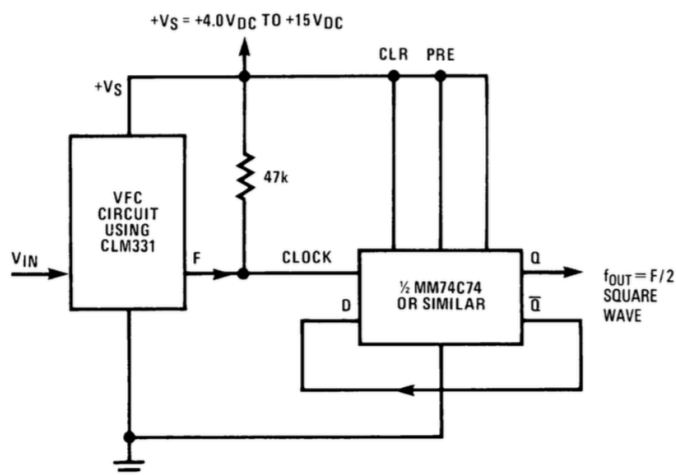 +VS = +4.0VDC TO +15VDC
CLR PRE
+VS
47k
VFC
CIRCUIT
USING
CLM331
VIN
F
CLOCK
Q
½ MM74C74
OR SIMILAR
D
Q̅
fOUT = F/2
SQUARE
WAVE